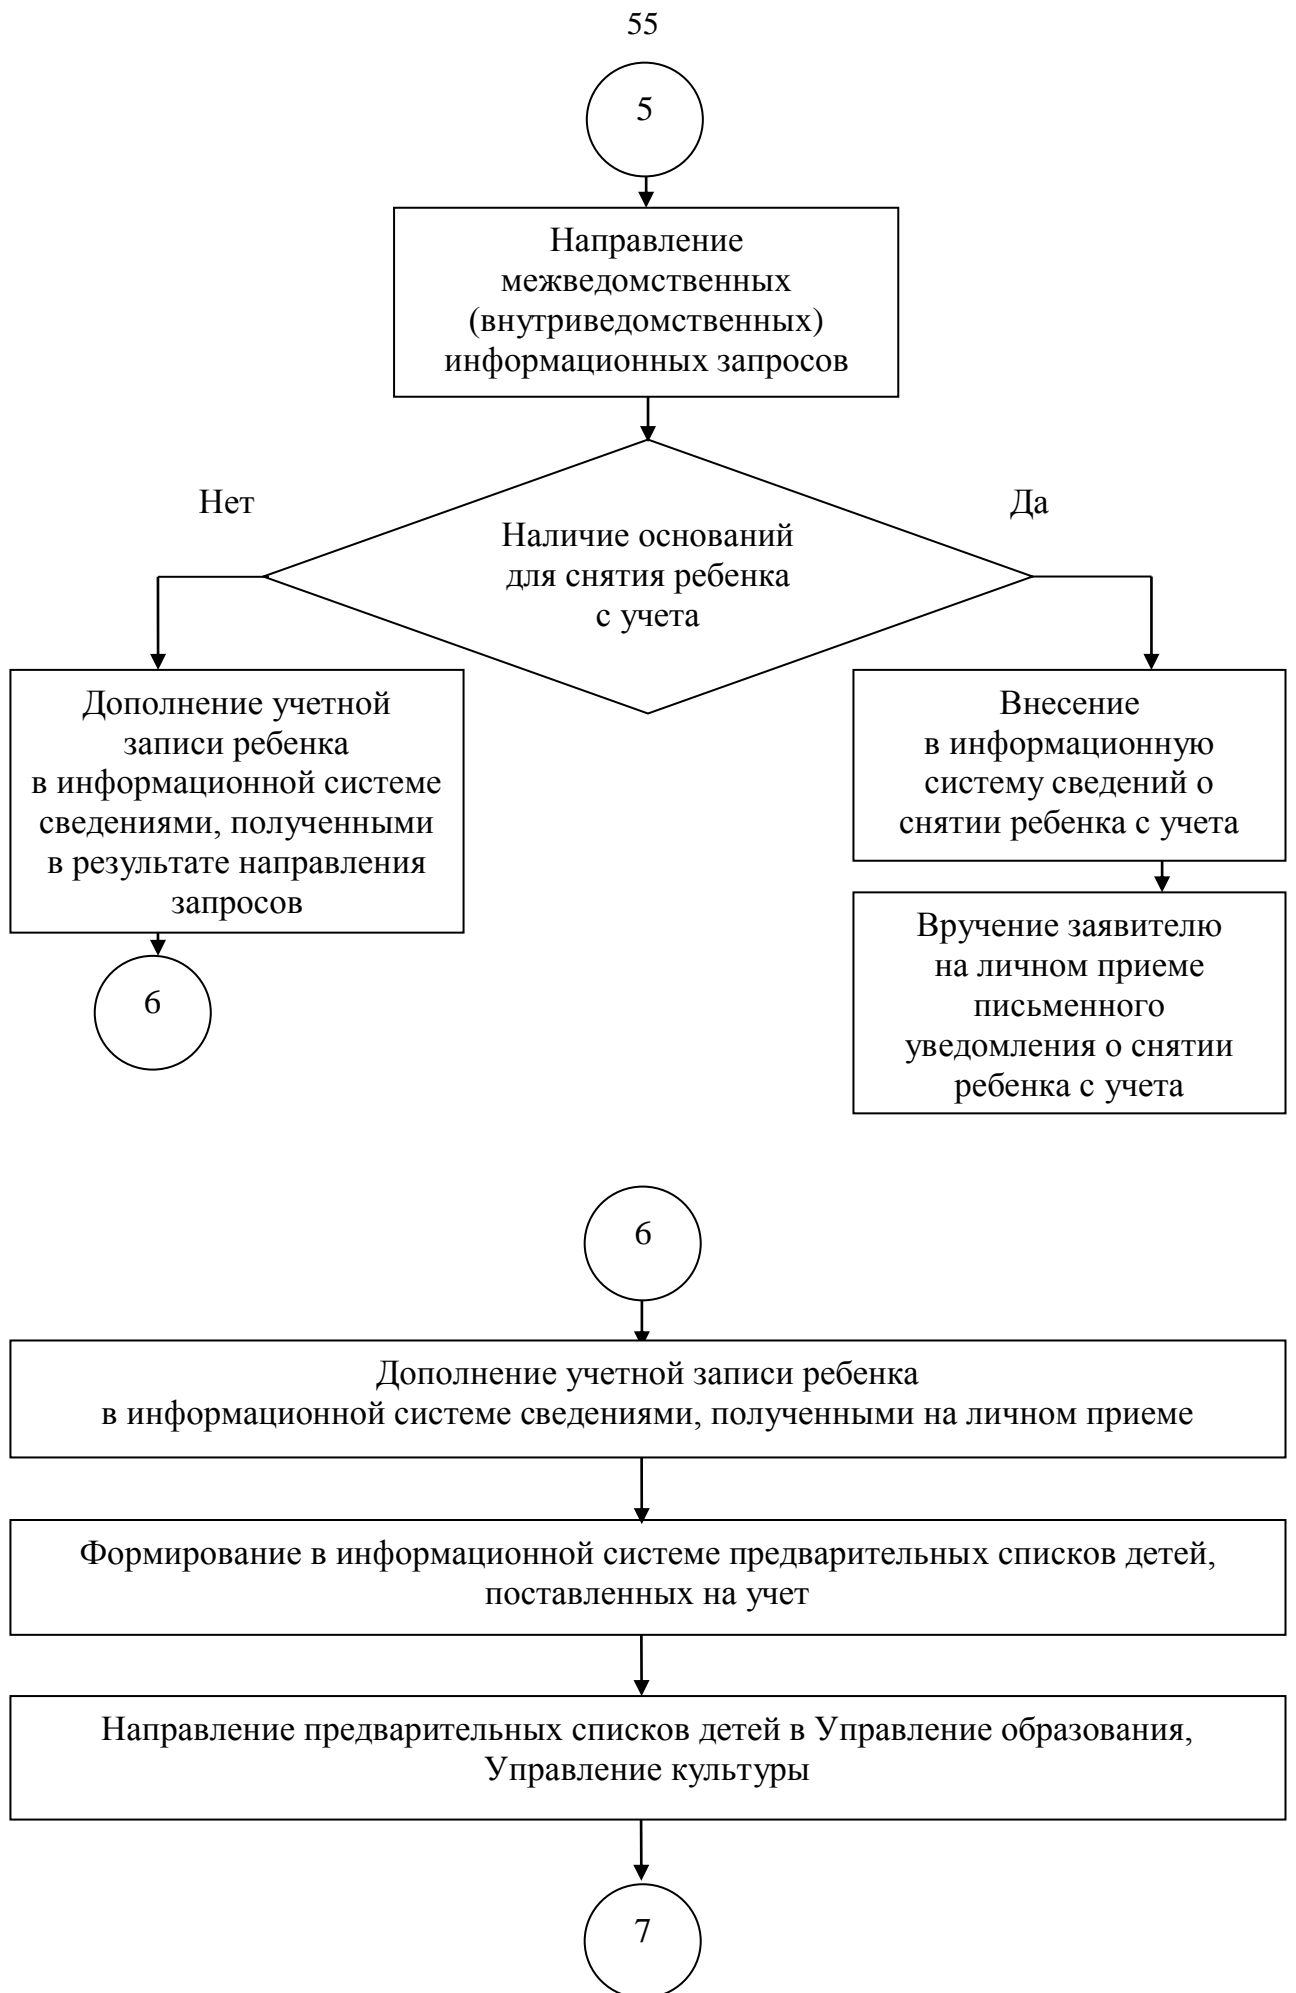 55
5
Направление
межведомственных
(внутриведомственных)
информационных запросов
Нет
Да
Наличие оснований
для снятия ребенка
с учета
Дополнение учетной
записи ребенка
в информационной системе
сведениями, полученными
в результате направления
запросов
6
Внесение
в информационную
систему сведений о
снятии ребенка с учета
Вручение заявителю
на личном приеме
письменного
уведомления о снятии
ребенка с учета
6
Дополнение учетной записи ребенка
в информационной системе сведениями, полученными на личном приеме
Формирование в информационной системе предварительных списков детей,
поставленных на учет
Направление предварительных списков детей в Управление образования,
Управление культуры
7